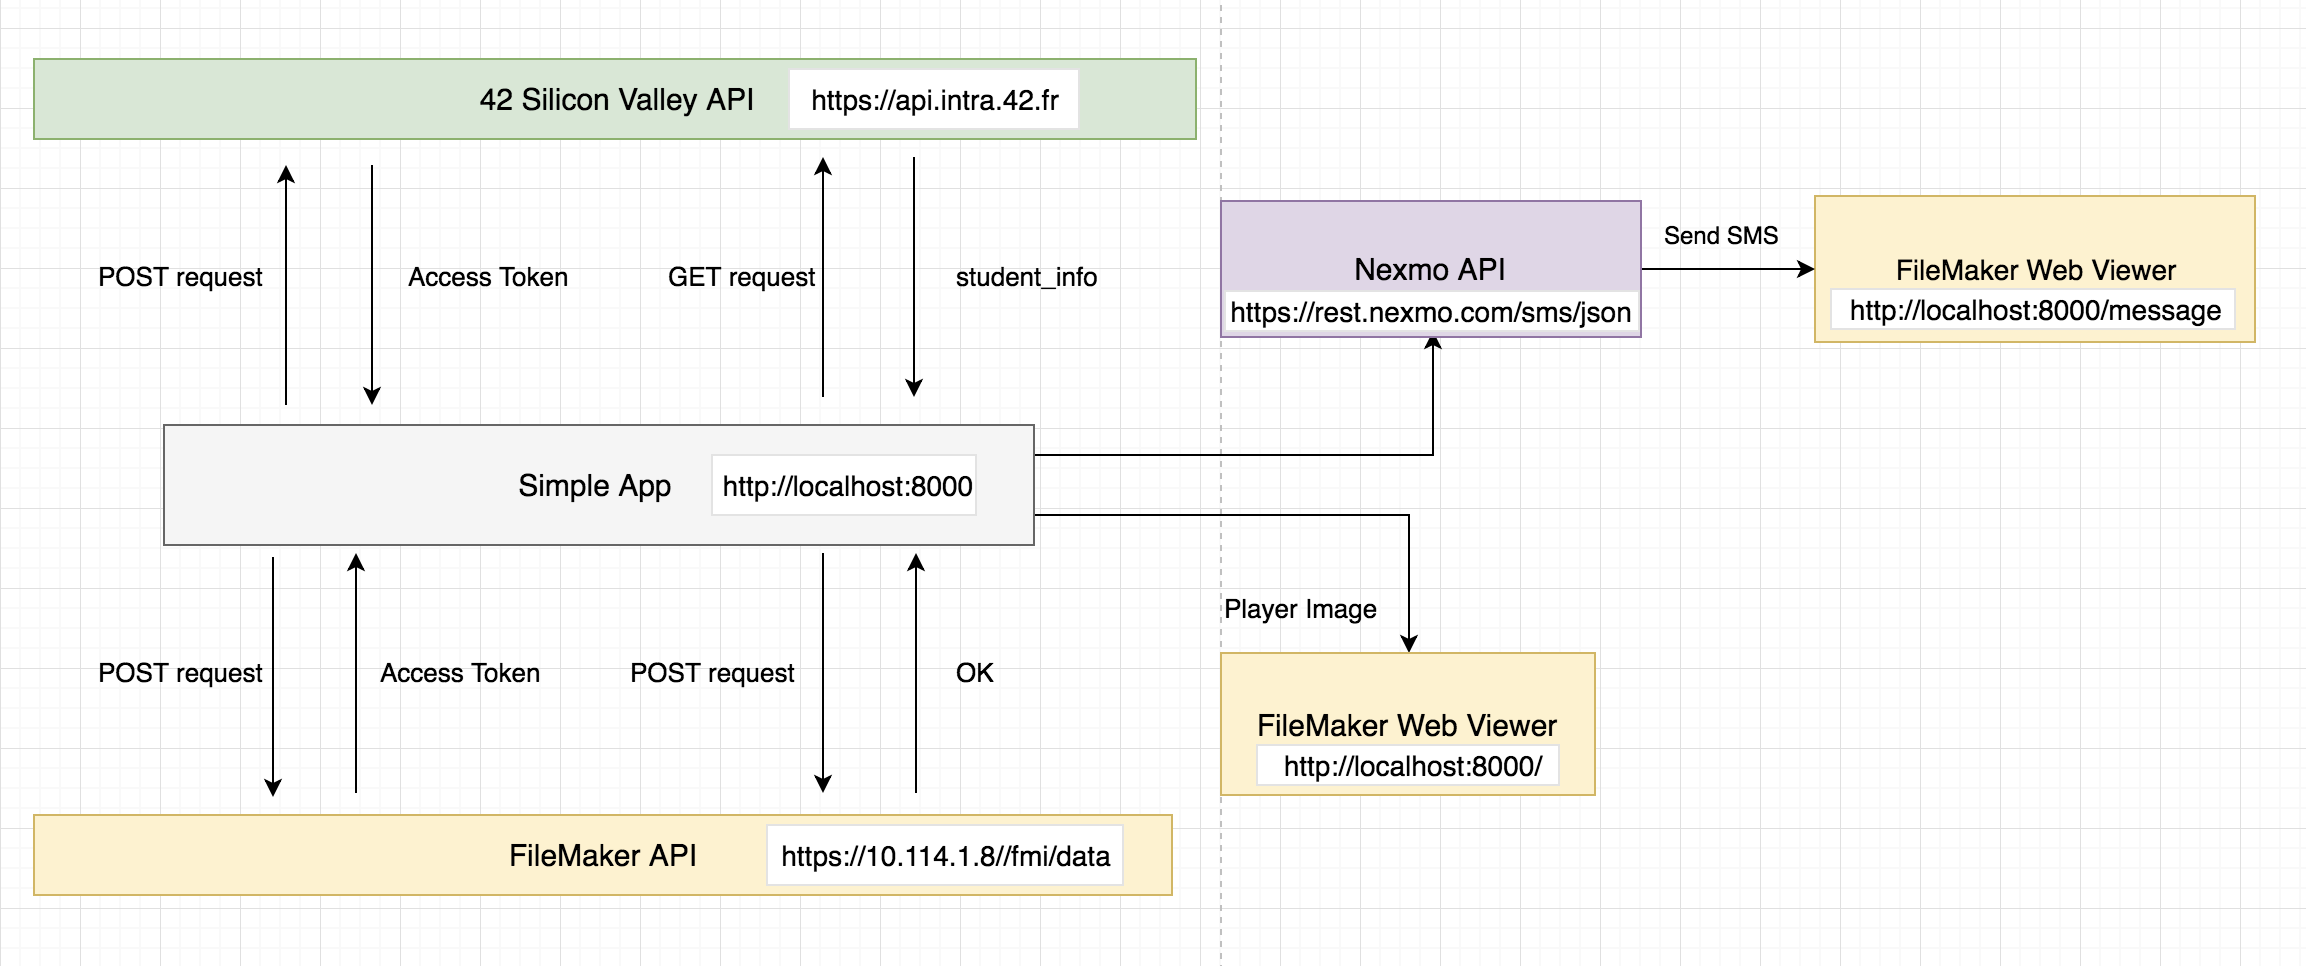 42 Silicon Valley API
https://api.intra.42.fr
POST request
Access Token
GET request
student_info
Nexmo API
https://rest.nexmo.com/sms/json
Send SMS
FileMaker Web Viewer
http://localhost:8000/message
Simple App
http://localhost:8000
POST request
Access Token
POST request
OK
Player Image
FileMaker Web Viewer
http://localhost:8000/
FileMaker API
https://10.114.1.8//fmi/data